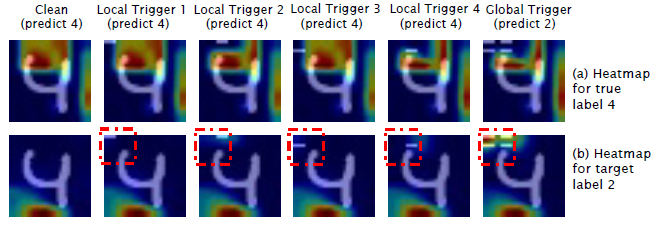 Clean Local Trigger 1 Local Trigger 2 Local Trigger 3 Local Trigger 4 Global Trigger
(predict 4) (predict 4) (predict 4) (predict 4) (predict 4) (predict 2)
(a) Heatmap
for true
label 4
(b) Heatmap
for target
label 2